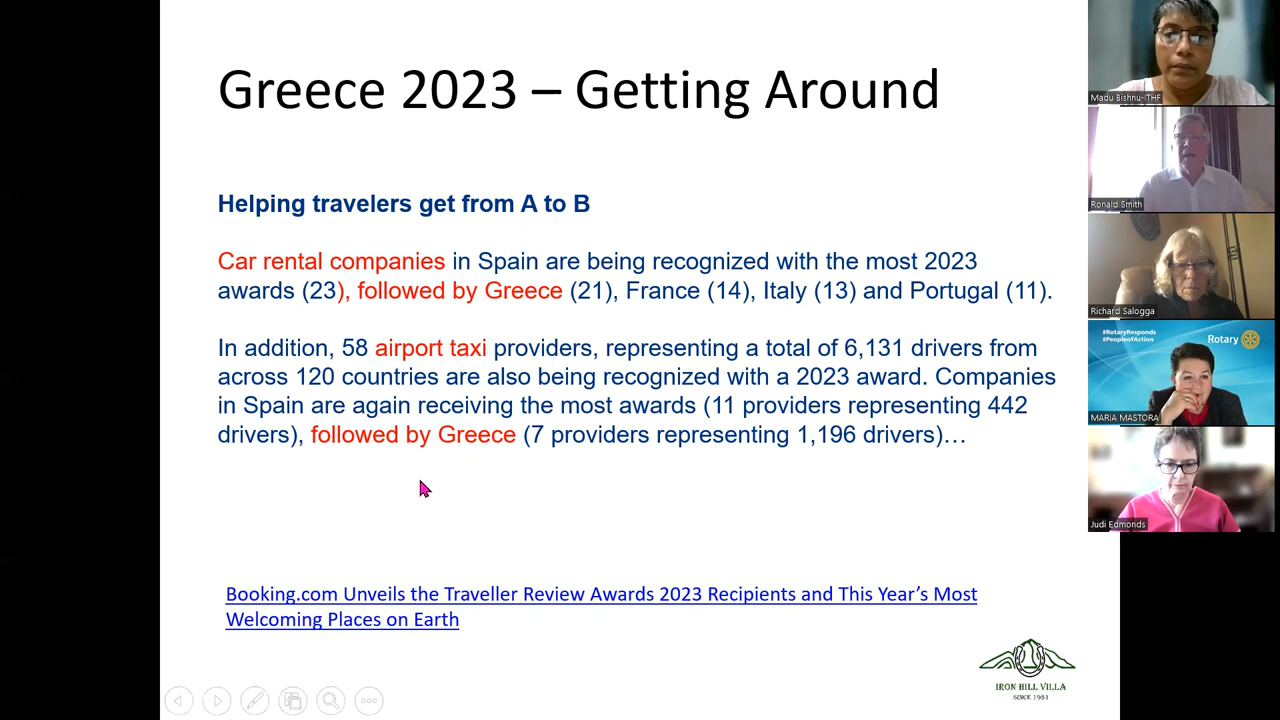 Greece 2023 – Getting Around
Helping travelers get from A to B
Car rental companies in Spain are being recognized with the most 2023
awards (23), followed by Greece (21), France (14), Italy (13) and Portugal (11).
In addition, 58 airport taxi providers, representing a total of 6,131 drivers from
across 120 countries are also being recognized with a 2023 award. Companies
in Spain are again receiving the most awards (11 providers representing 442
drivers), followed by Greece (7 providers representing 1,196 drivers)…
Booking.com Unveils the Traveller Review Awards 2023 Recipients and This Year’s Most
Welcoming Places on Earth
IRON HILL VILLA
SINCE 1981
Madu Bishnu-ITHF
Ronald Smith
Richard Salogga
#RotaryResponds
#PeopleofAction
Rotary
MARIA MASTORA
Judi Edmonds